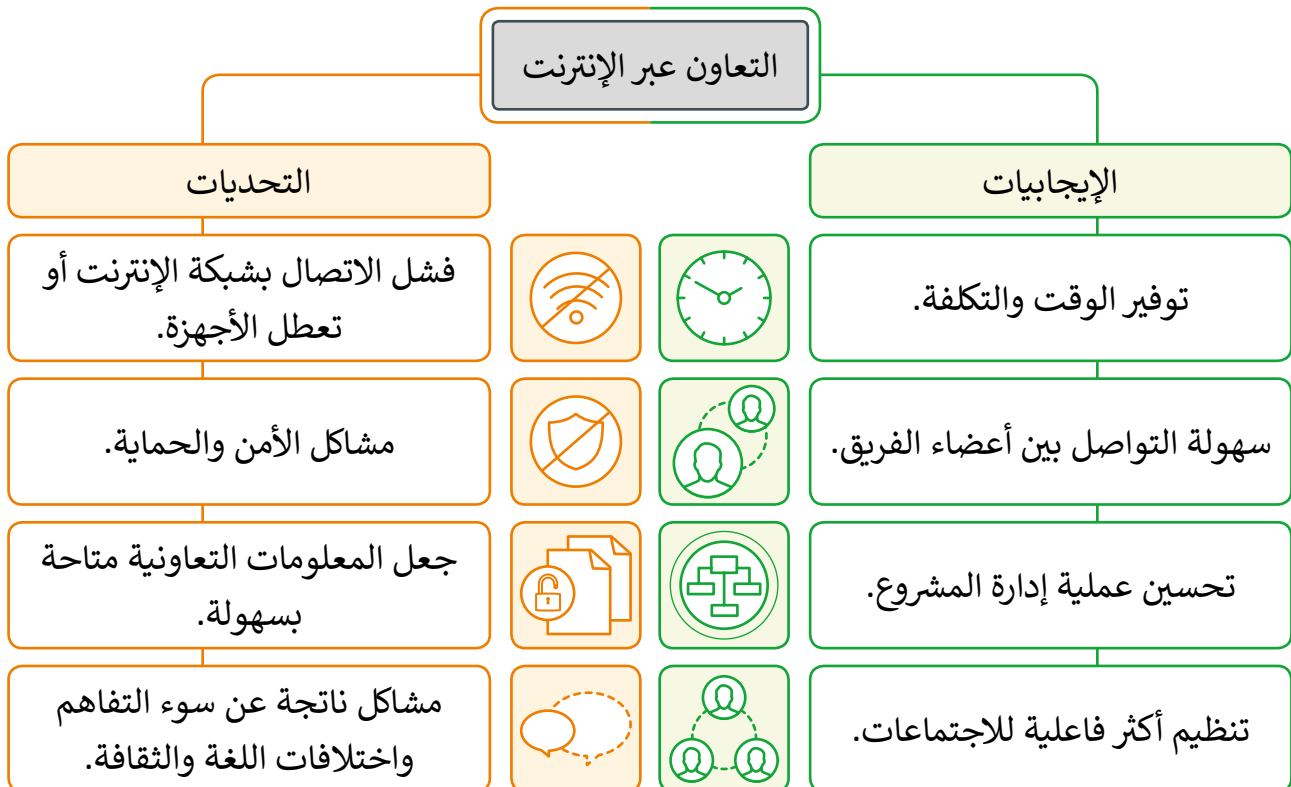 التعاون عبر الإنترنت
الإيجابيات
توفير الوقت والتكلفة.
سهولة التواصل بين أعضاء الفريق.
تحسين عملية إدارة المشروع.
تنظيم أكثر فاعلية للاجتماعات.
التحديات
فشل الاتصال بشبكة الإنترنت أو
تعطل الأجهزة.
مشاكل الأمن والحماية.
جعل المعلومات التعاونية متاحة
بسهولة.
مشاكل ناتجة عن سوء التفاهم
واختلافات اللغة والثقافة.